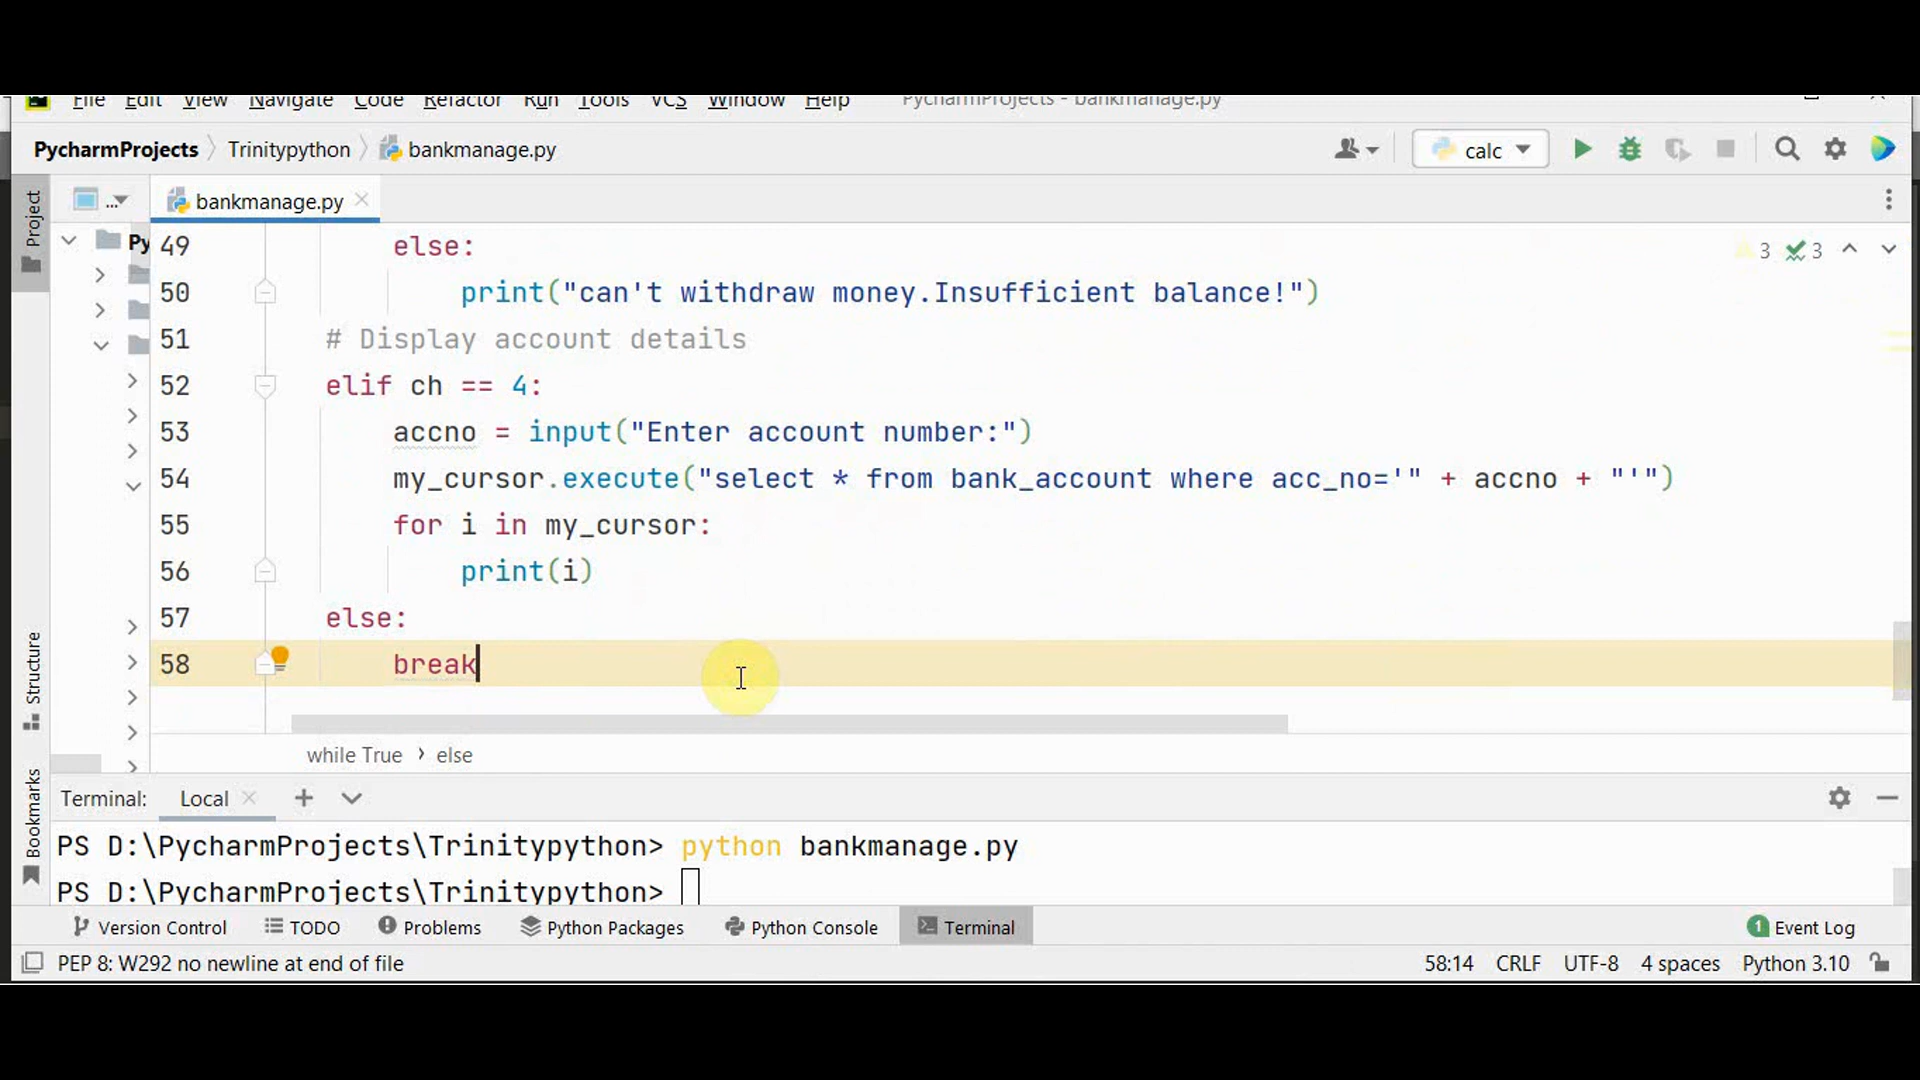 File Edit View Navigate Code Refactor Run Tools VCS Window Help PycharmProjects - bankmanage.py
PycharmProjects Trinitypython bankmanage.py calc
Project ... bankmanage.py
Py
49 else: 3 3
50 print("can't withdraw money.Insufficient balance!")
51 # Display account details
52 elif ch == 4:
53 accno = input("Enter account number:")
54 my_cursor.execute("select * from bank_account where acc_no='" + accno + "'")
55 for i in my_cursor:
56 print(i)
57 else:
58 break
Structure
while True › else
Bookmarks
Terminal: Local
PS D:\PycharmProjects\Trinitypython> python bankmanage.py
PS D:\PycharmProjects\Trinitypython>
Version Control TODO Problems Python Packages Python Console Terminal 1 Event Log
PEP 8: W292 no newline at end of file 58:14 CRLF UTF-8 4 spaces Python 3.10